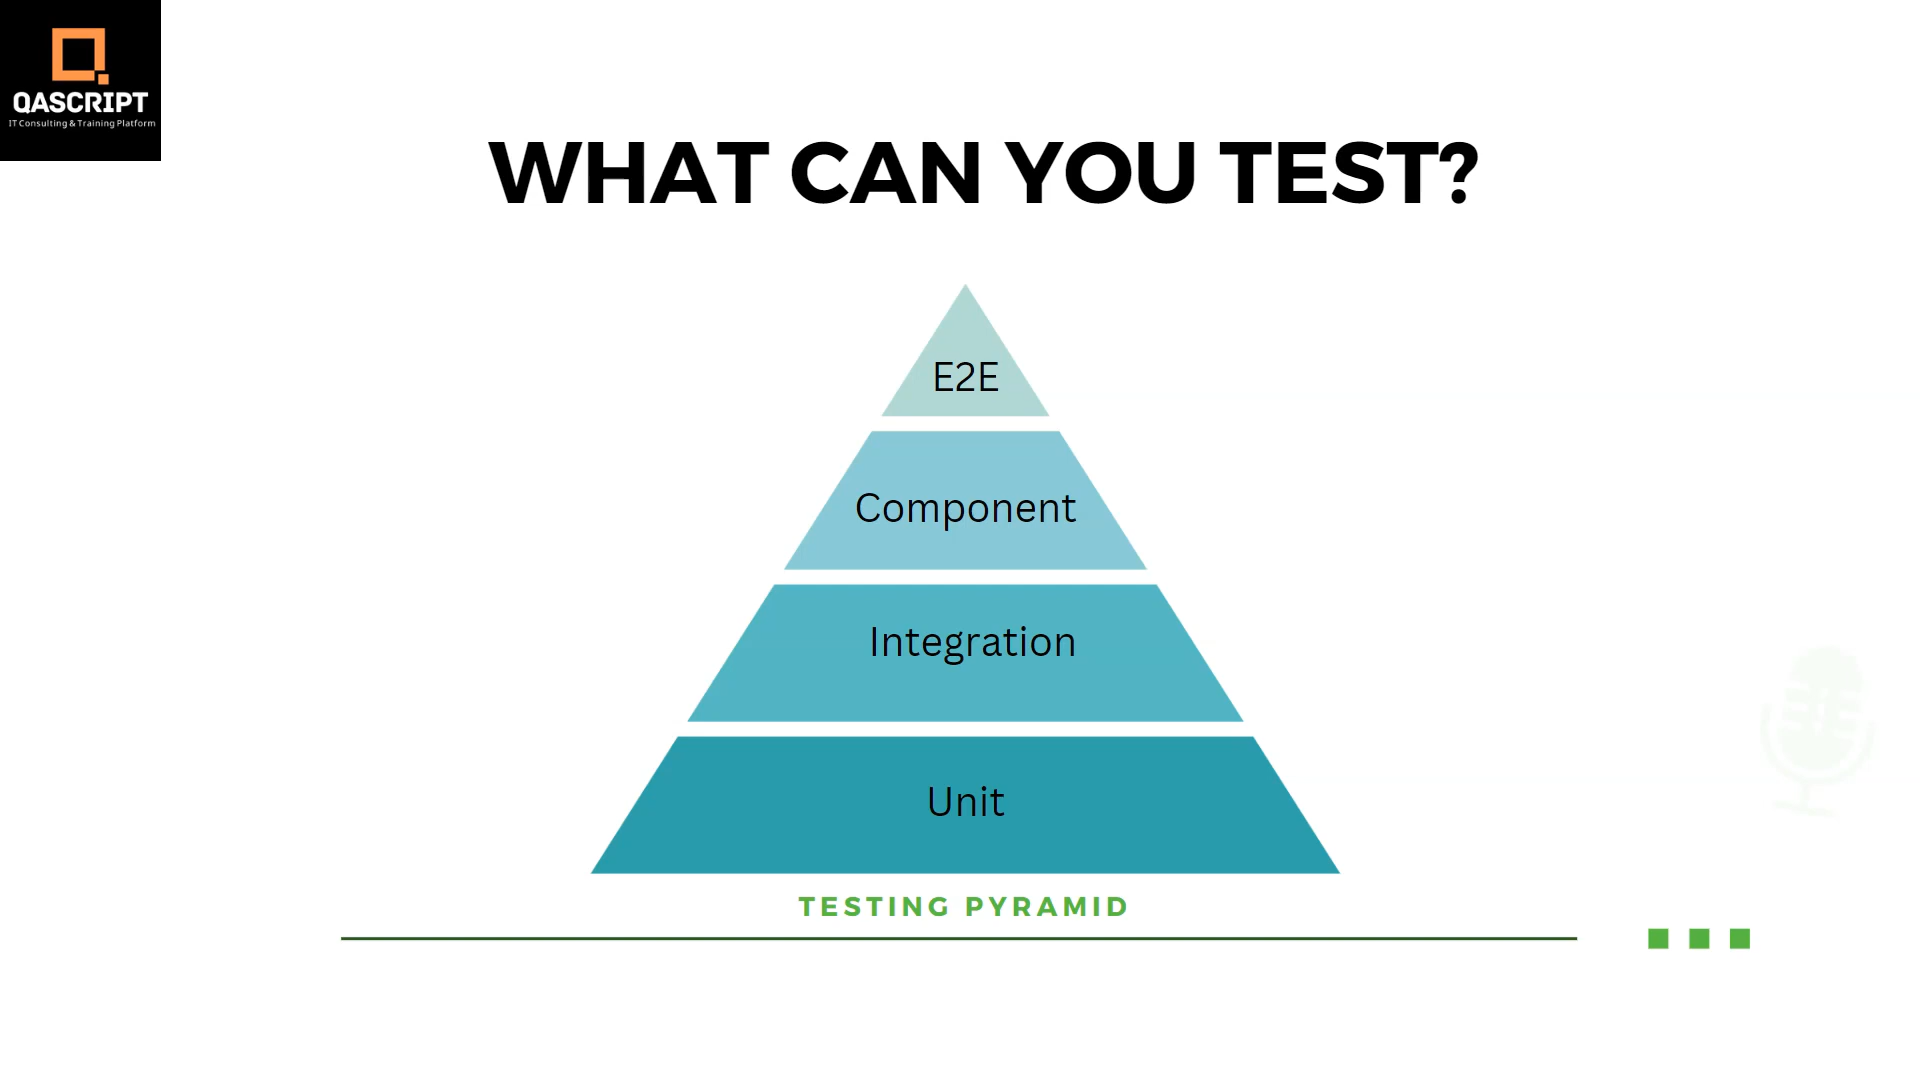 QASCRIPT
IT Consulting & Training Platform
WHAT CAN YOU TEST?
E2E
Component
Integration
Unit
TESTING PYRAMID